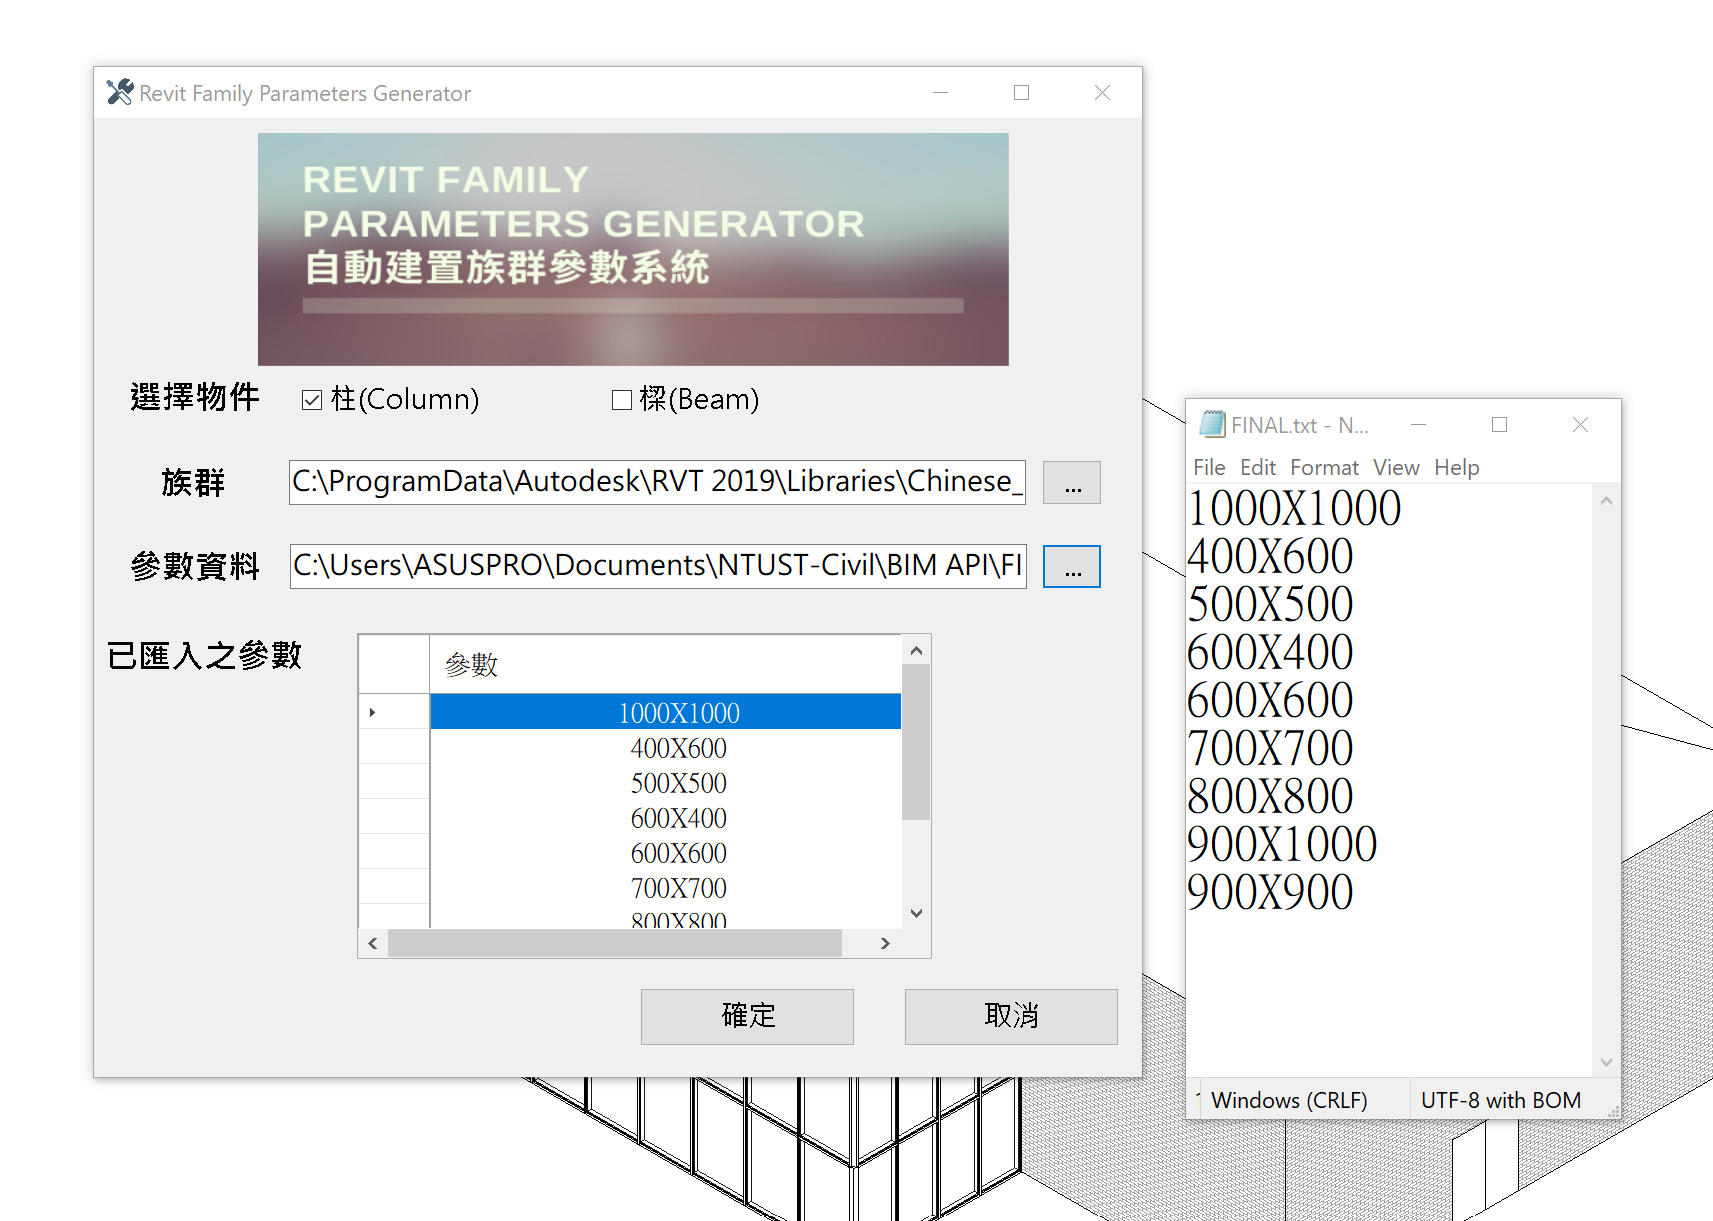 Revit Family Parameters Generator
REVIT FAMILY
PARAMETERS GENERATOR
自動建置族群參數系統
選擇物件
柱(Column)
樑(Beam)
族群
C:\ProgramData\Autodesk\RVT 2019\Libraries\Chinese_
...
參數資料
C:\Users\ASUSPRO\Documents\NTUST-Civil\BIM API\FI
...
已匯入之參數
參數
1000X1000
400X600
500X500
600X400
600X600
700X700
800X800
確定
取消
FINAL.txt - N...
File Edit Format View Help
1000X1000
400X600
500X500
600X400
600X600
700X700
800X800
900X1000
900X900
Windows (CRLF)
UTF-8 with BOM